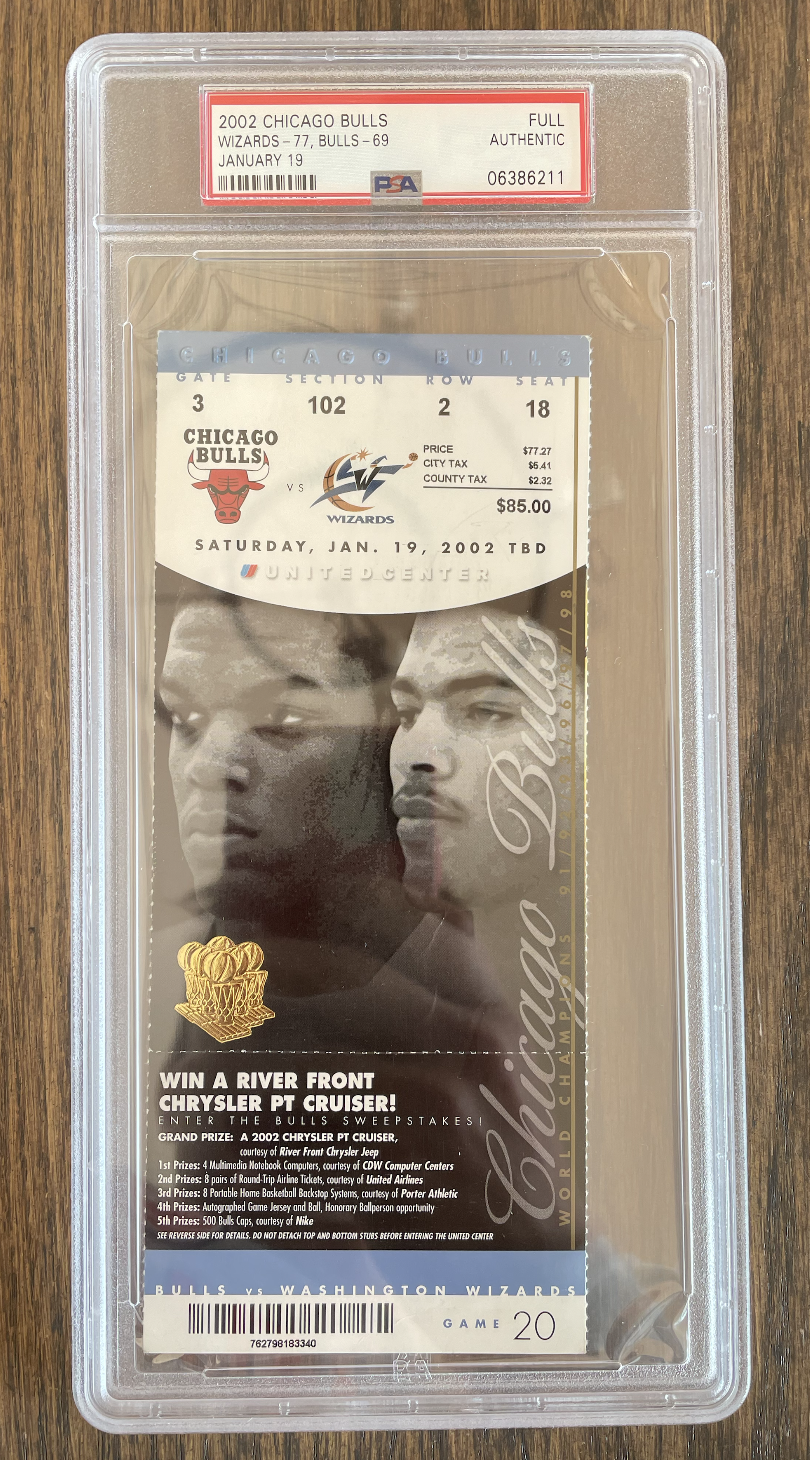 2002 CHICAGO BULLS FULL
WIZARDS - 77, BULLS - 69 AUTHENTIC
JANUARY 19
PSA 06386211
CHICAGO BULLS
GATE SECTION ROW SEAT
3 102 2 18
CHICAGO
BULLS
VS
WIZARDS
PRICE $77.27
CITY TAX $5.41
COUNTY TAX $2.32
$85.00
SATURDAY, JAN. 19, 2002 TBD
UNITED CENTER
Chicago Bulls
WORLD CHAMPIONS 91/92/93/96/97/98
WIN A RIVER FRONT
CHRYSLER PT CRUISER!
ENTER THE BULLS SWEEPSTAKES!
GRAND PRIZE: A 2002 CHRYSLER PT CRUISER,
courtesy of River Front Chrysler Jeep
1st Prizes: 4 Multimedia Notebook Computers, courtesy of CDW Computer Centers
2nd Prizes: 8 pairs of Round-Trip Airline Tickets, courtesy of United Airlines
3rd Prizes: 8 Portable Home Basketball Backstop Systems, courtesy of Porter Athletic
4th Prizes: Autographed Game Jersey and Ball, Honorary Ballperson opportunity
5th Prizes: 500 Bulls Caps, courtesy of Nike
SEE REVERSE SIDE FOR DETAILS. DO NOT DETACH TOP AND BOTTOM STUBS BEFORE ENTERING THE UNITED CENTER
BULLS vs WASHINGTON WIZARDS
GAME 20
762798183340